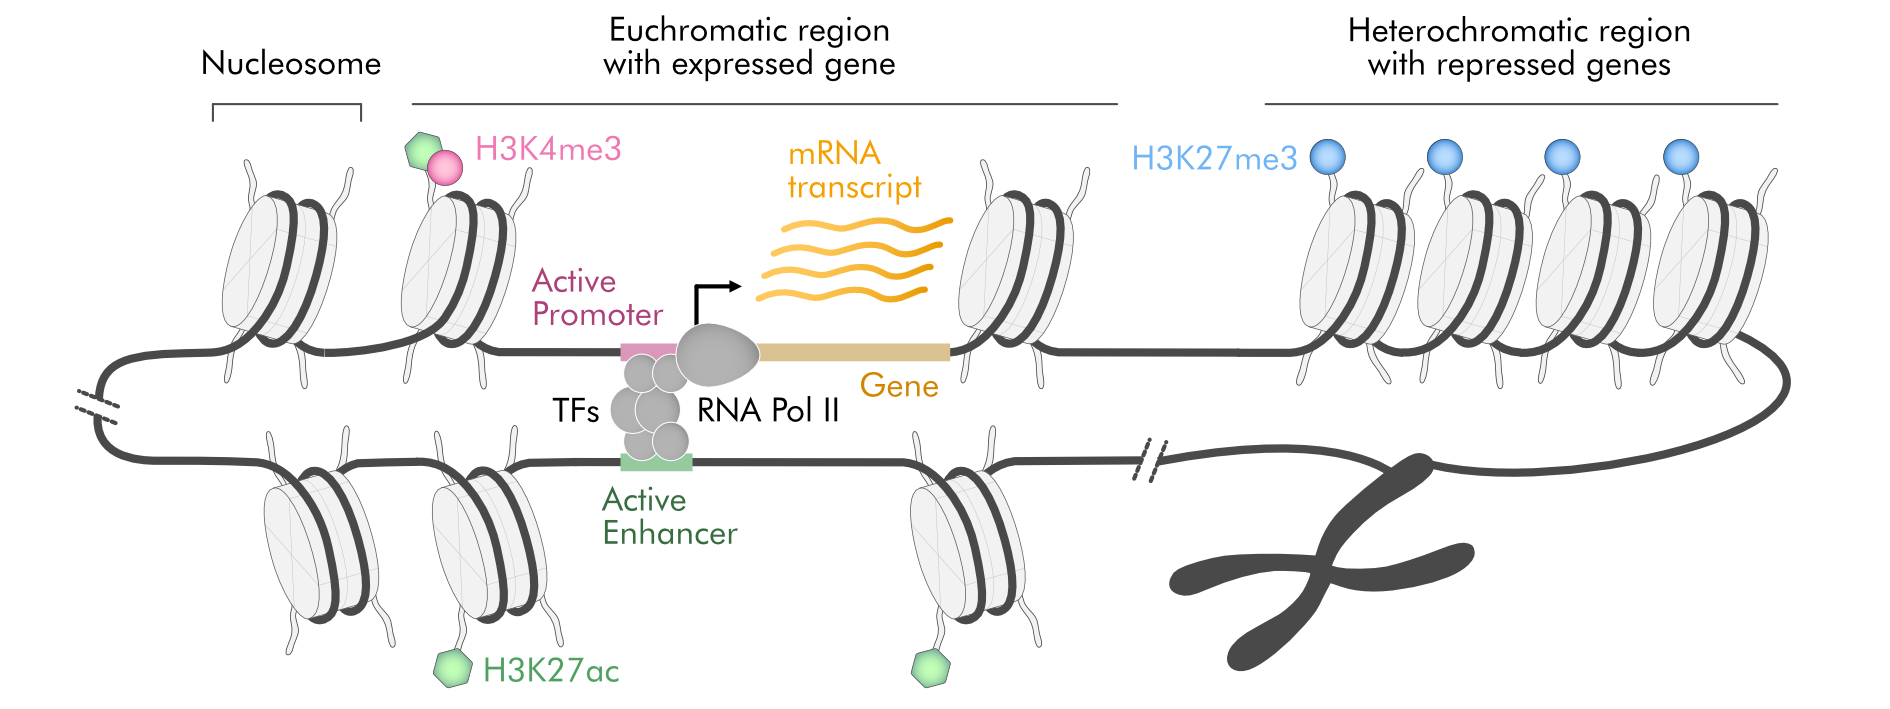 Nucleosome
Euchromatic region
with expressed gene
Heterochromatic region
with repressed genes
H3K4me3
mRNA
transcript
H3K27me3
Active
Promoter
Gene
TFs
RNA Pol II
Active
Enhancer
H3K27ac